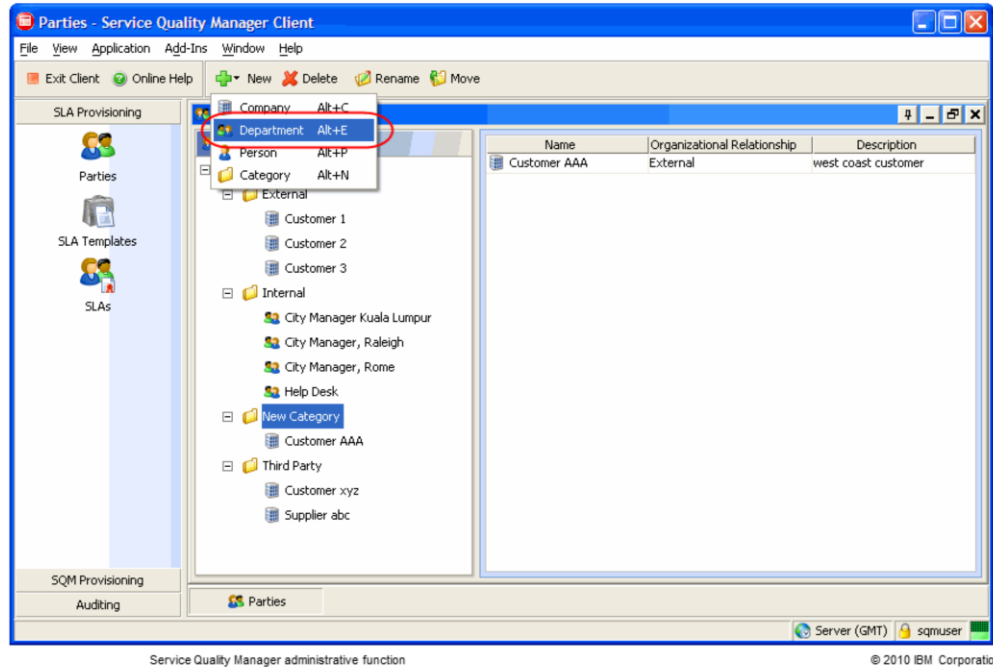 Parties - Service Quality Manager Client
File View Application Add-Ins Window Help
Exit Client Online Help New Delete Rename Move
SLA Provisioning
Company Alt+C
Department Alt+E
Person Alt+P
Category Alt+N
Parties
SLA Templates
SLAs
External
Customer 1
Customer 2
Customer 3
Internal
City Manager Kuala Lumpur
City Manager, Raleigh
City Manager, Rome
Help Desk
New Category
Customer AAA
Third Party
Customer xyz
Supplier abc
Name Organizational Relationship Description
Customer AAA External west coast customer
SQM Provisioning
Auditing
Parties
Server (GMT) sqmuser
Service Quality Manager administrative function
© 2010 IBM Corporatio